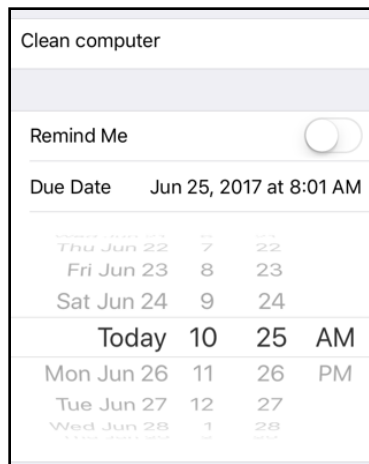 Clean computer
Remind Me
Due Date Jun 25, 2017 at 8:01 AM
Thu Jun 22 7 22
Fri Jun 23 8 23
Sat Jun 24 9 24
Today 10 25 AM
Mon Jun 26 11 26 PM
Tue Jun 27 12 27
Wed Jun 28 1 28